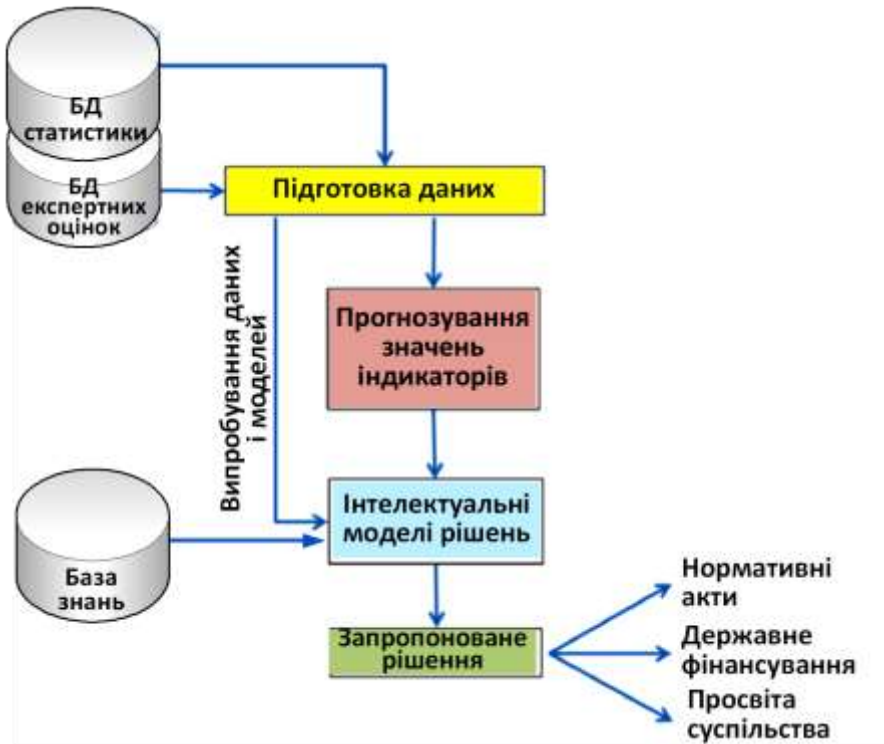 БД
статистики
БД
експертних
оцінок
Підготовка даних
Випробування даних
і моделей
Прогнозування
значень
індикаторів
База
знань
Інтелектуальні
моделі рішень
Запропоноване
рішення
Нормативні
акти
Державне
фінансування
Просвіта
суспільства